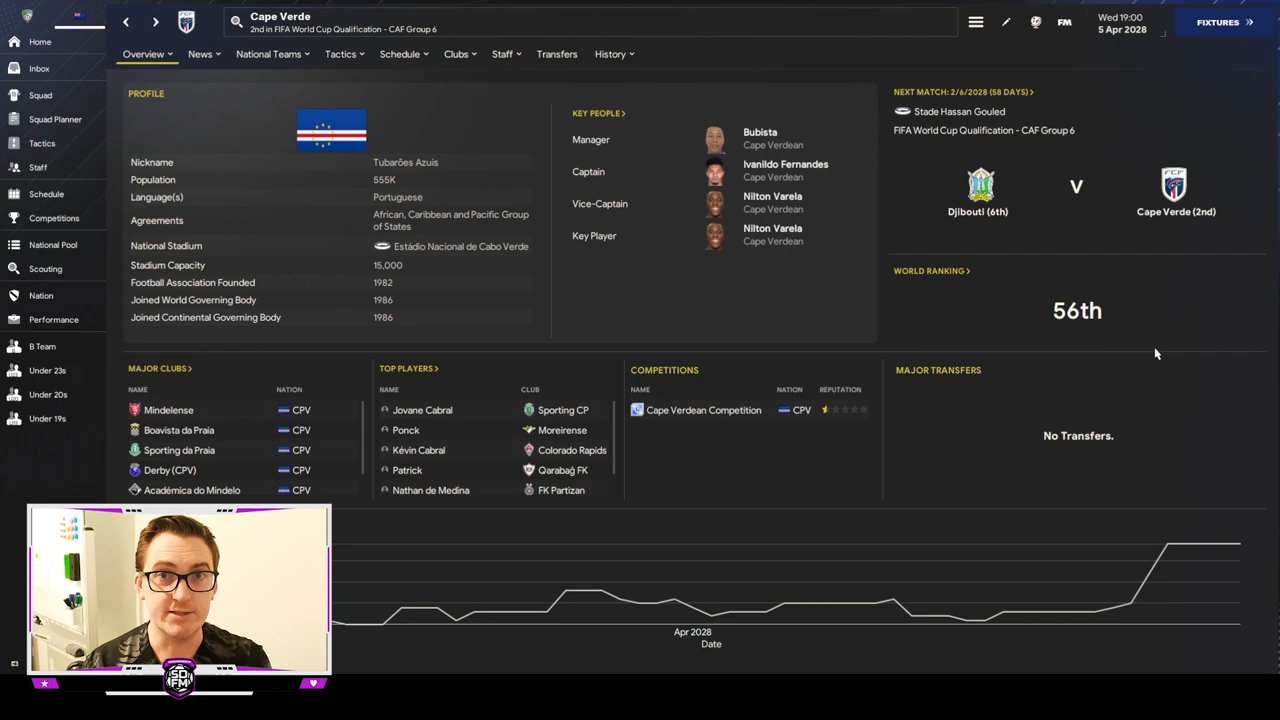 Cape Verde
2nd in FIFA World Cup Qualification - CAF Group 6
FM
Wed 19:00
5 Apr 2028
FIXTURES
Home
Inbox
Squad
Squad Planner
Tactics
Staff
Schedule
Competitions
National Pool
Scouting
Nation
Performance
B Team
Under 23s
Under 20s
Under 19s
Overview News National Teams Tactics Schedule Clubs Staff Transfers History
PROFILE
Nickname Tubarões Azuis
Population 555K
Language(s) Portuguese
Agreements African, Caribbean and Pacific Group
of States
National Stadium Estádio Nacional de Cabo Verde
Stadium Capacity 15,000
Football Association Founded 1982
Joined World Governing Body 1986
Joined Continental Governing Body 1986
KEY PEOPLE >
Manager Bubista
Cape Verdean
Captain Ivanildo Fernandes
Cape Verdean
Vice-Captain Nilton Varela
Cape Verdean
Key Player Nilton Varela
Cape Verdean
NEXT MATCH: 2/6/2028 (58 DAYS) >
Stade Hassan Gouled
FIFA World Cup Qualification - CAF Group 6
V
FCF
Djibouti (6th) Cape Verde (2nd)
WORLD RANKING >
56th
MAJOR CLUBS >
NAME NATION
Mindelense CPV
Boavista da Praia CPV
Sporting da Praia CPV
Derby (CPV) CPV
Académica do Mindelo CPV
TOP PLAYERS >
NAME CLUB
Jovane Cabral Sporting CP
Ponck Moreirense
Kévin Cabral Colorado Rapids
Patrick Qarabağ FK
Nathan de Medina FK Partizan
COMPETITIONS
NAME NATION REPUTATION
Cape Verdean Competition CPV
MAJOR TRANSFERS
No Transfers.
Apr 2028
Date
SD
FM